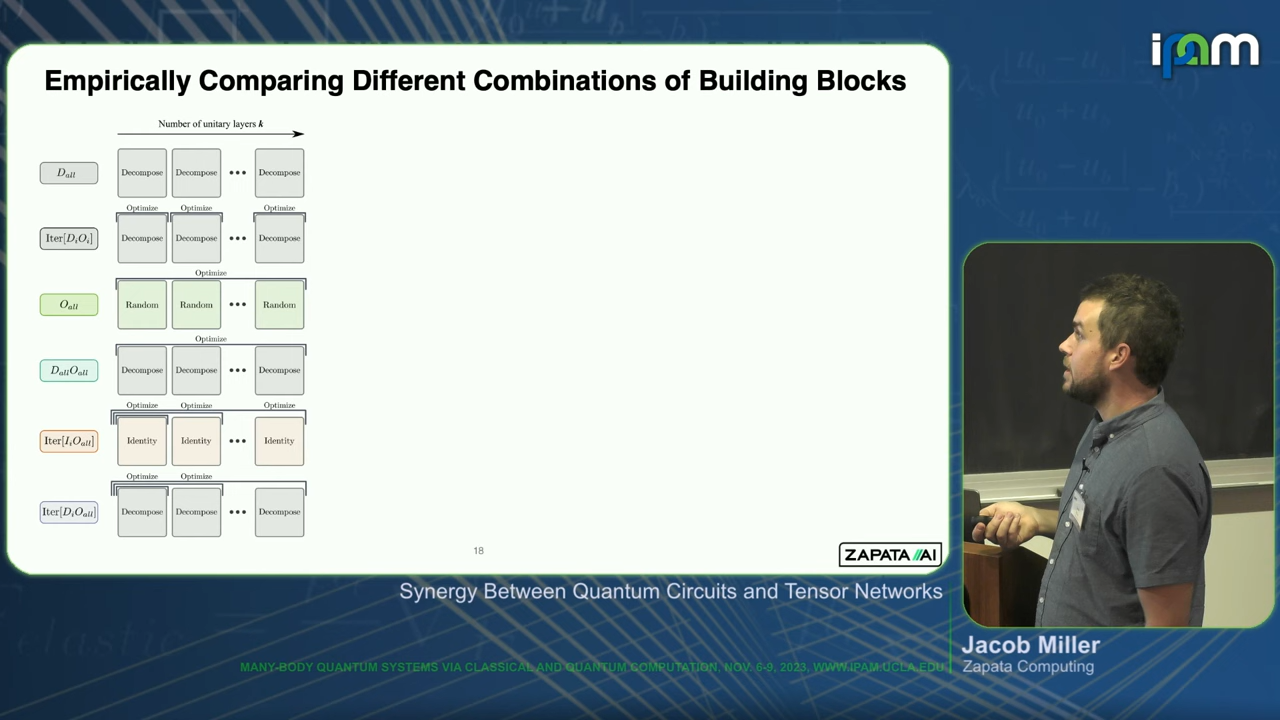 ipam
Empirically Comparing Different Combinations of Building Blocks
Number of unitary layers k
D_all
Decompose Decompose ••• Decompose
Optimize Optimize Optimize
Iter[D_iO_i]
Decompose Decompose ••• Decompose
Optimize
O_all
Random Random ••• Random
Optimize
D_allO_all
Decompose Decompose ••• Decompose
Optimize Optimize Optimize
Iter[I_iO_all]
Identity Identity ••• Identity
Optimize Optimize
Iter[D_iO_all]
Decompose Decompose ••• Decompose
18
ZAPATA //AI
Synergy Between Quantum Circuits and Tensor Networks
Jacob Miller
Zapata Computing
MANY-BODY QUANTUM SYSTEMS VIA CLASSICAL AND QUANTUM COMPUTATION, NOV. 6-9, 2023, WWW.IPAM.UCLA.EDU